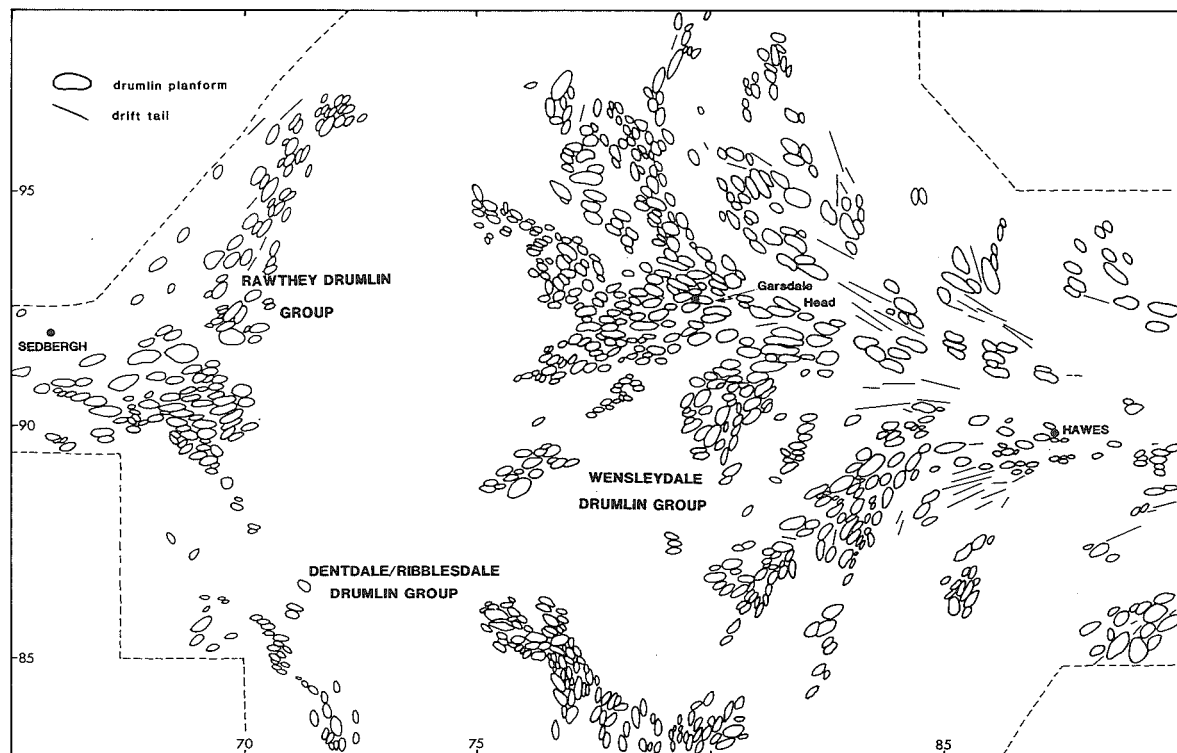 drumlin planform
drift tail
95
RAWTHEY DRUMLIN
GROUP
Garsdale
Head
SEDBERGH
90
HAWES
WENSLEYDALE
DRUMLIN GROUP
DENTDALE/RIBBLESDALE
DRUMLIN GROUP
85
70
75
85